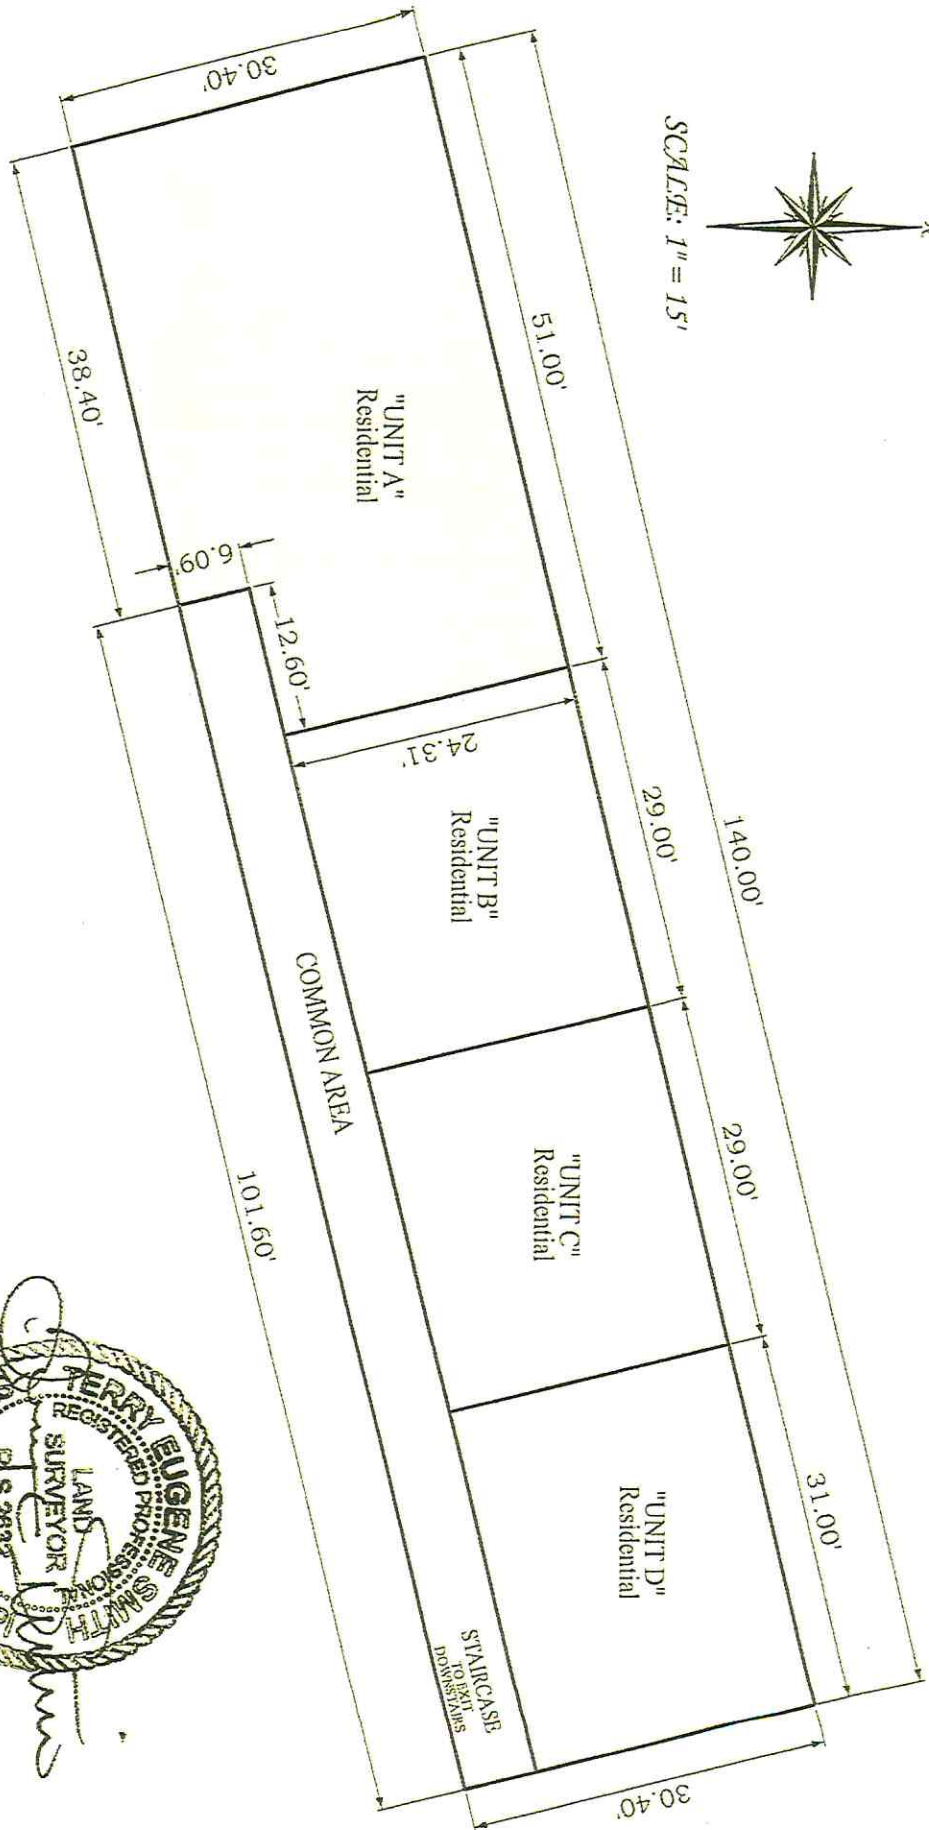 N
SCALE: 1" = 15'
140.00'
51.00'
29.00'
29.00'
31.00'
30.40'
"UNIT A"
Residential
"UNIT B"
Residential
"UNIT C"
Residential
"UNIT D"
Residential
24.31'
12.60'
6.09'
38.40'
COMMON AREA
101.60'
STAIRCASE
TO EXIT
DOWNSTAIRS
30.40'
TERRY EUGENE SMITH
REGISTERED PROFESSIONAL
LAND
SURVEYOR